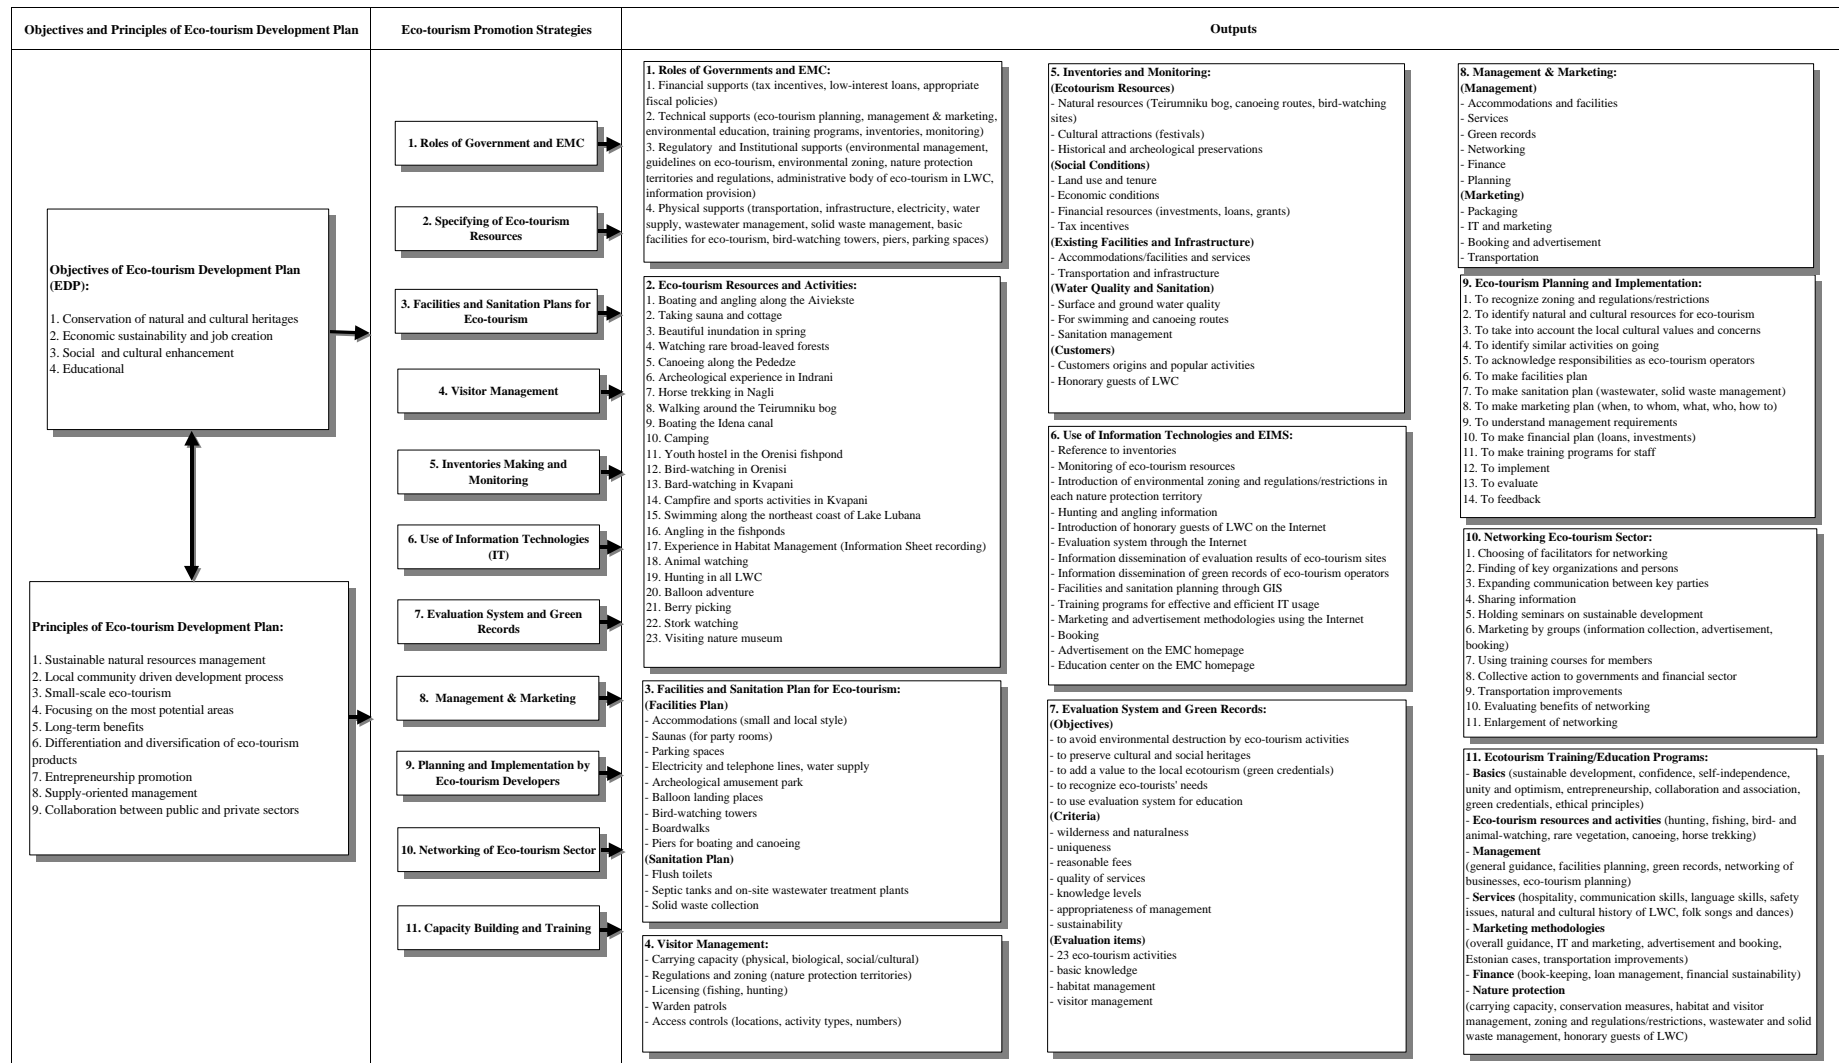 Objectives and Principles of Eco-tourism Development Plan
Eco-tourism Promotion Strategies
Outputs
Objectives of Eco-tourism Development Plan
(EDP):
1. Conservation of natural and cultural heritages
2. Economic sustainability and job creation
3. Social and cultural enhancement
4. Educational
Principles of Eco-tourism Development Plan:
1. Sustainable natural resources management
2. Local community driven development process
3. Small-scale eco-tourism
4. Focusing on the most potential areas
5. Long-term benefits
6. Differentiation and diversification of eco-tourism
products
7. Entrepreneurship promotion
8. Supply-oriented management
9. Collaboration between public and private sectors
1. Roles of Government and EMC
2. Specifying of Eco-tourism
Resources
3. Facilities and Sanitation Plans for
Eco-tourism
4. Visitor Management
5. Inventories Making and
Monitoring
6. Use of Information Technologies
(IT)
7. Evaluation System and Green
Records
8. Management & Marketing
9. Planning and Implementation by
Eco-tourism Developers
10. Networking of Eco-tourism Sector
11. Capacity Building and Training
1. Roles of Governments and EMC:
1. Financial supports (tax incentives, low-interest loans, appropriate
fiscal policies)
2. Technical supports (eco-tourism planning, management & marketing,
environmental education, training programs, inventories, monitoring)
3. Regulatory and Institutional supports (environmental management,
guidelines on eco-tourism, environmental zoning, nature protection
territories and regulations, administrative body of eco-tourism in LWC,
information provision)
4. Physical supports (transportation, infrastructure, electricity, water
supply, wastewater management, solid waste management, basic
facilities for eco-tourism, bird-watching towers, piers, parking spaces)
2. Eco-tourism Resources and Activities:
1. Boating and angling along the Aiviekste
2. Taking sauna and cottage
3. Beautiful inundation in spring
4. Watching rare broad-leaved forests
5. Canoeing along the Pededze
6. Archeological experience in Indrani
7. Horse trekking in Nagli
8. Walking around the Teirumniku bog
9. Boating the Idena canal
10. Camping
11. Youth hostel in the Orenisi fishpond
12. Bird-watching in Orenisi
13. Bard-watching in Kvapani
14. Campfire and sports activities in Kvapani
15. Swimming along the northeast coast of Lake Lubana
16. Angling in the fishponds
17. Experience in Habitat Management (Information Sheet recording)
18. Animal watching
19. Hunting in all LWC
20. Balloon adventure
21. Berry picking
22. Stork watching
23. Visiting nature museum
3. Facilities and Sanitation Plan for Eco-tourism:
(Facilities Plan)
- Accommodations (small and local style)
- Saunas (for party rooms)
- Parking spaces
- Electricity and telephone lines, water supply
- Archeological amusement park
- Balloon landing places
- Bird-watching towers
- Boardwalks
- Piers for boating and canoeing
(Sanitation Plan)
- Flush toilets
- Septic tanks and on-site wastewater treatment plants
- Solid waste collection
4. Visitor Management:
- Carrying capacity (physical, biological, social/cultural)
- Regulations and zoning (nature protection territories)
- Licensing (fishing, hunting)
- Warden patrols
- Access controls (locations, activity types, numbers)
5. Inventories and Monitoring:
(Ecotourism Resources)
- Natural resources (Teirumniku bog, canoeing routes, bird-watching
sites)
- Cultural attractions (festivals)
- Historical and archeological preservations
(Social Conditions)
- Land use and tenure
- Economic conditions
- Financial resources (investments, loans, grants)
- Tax incentives
(Existing Facilities and Infrastructure)
- Accommodations/facilities and services
- Transportation and infrastructure
(Water Quality and Sanitation)
- Surface and ground water quality
- For swimming and canoeing routes
- Sanitation management
(Customers)
- Customers origins and popular activities
- Honorary guests of LWC
6. Use of Information Technologies and EIMS:
- Reference to inventories
- Monitoring of eco-tourism resources
- Introduction of environmental zoning and regulations/restrictions in
each nature protection territory
- Hunting and angling information
- Introduction of honorary guests of LWC on the Internet
- Evaluation system through the Internet
- Information dissemination of evaluation results of eco-tourism sites
- Information dissemination of green records of eco-tourism operators
- Facilities and sanitation planning through GIS
- Training programs for effective and efficient IT usage
- Marketing and advertisement methodologies using the Internet
- Booking
- Advertisement on the EMC homepage
- Education center on the EMC homepage
7. Evaluation System and Green Records:
(Objectives)
- to avoid environmental destruction by eco-tourism activities
- to preserve cultural and social heritages
- to add a value to the local ecotourism (green credentials)
- to recognize eco-tourists' needs
- to use evaluation system for education
(Criteria)
- wilderness and naturalness
- uniqueness
- reasonable fees
- quality of services
- knowledge levels
- appropriateness of management
- sustainability
(Evaluation items)
- 23 eco-tourism activities
- basic knowledge
- habitat management
- visitor management
8. Management & Marketing:
(Management)
- Accommodations and facilities
- Services
- Green records
- Networking
- Finance
- Planning
(Marketing)
- Packaging
- IT and marketing
- Booking and advertisement
- Transportation
9. Eco-tourism Planning and Implementation:
1. To recognize zoning and regulations/restrictions
2. To identify natural and cultural resources for eco-tourism
3. To take into account the local cultural values and concerns
4. To identify similar activities on going
5. To acknowledge responsibilities as eco-tourism operators
6. To make facilities plan
7. To make sanitation plan (wastewater, solid waste management)
8. To make marketing plan (when, to whom, what, who, how to)
9. To understand management requirements
10. To make financial plan (loans, investments)
11. To make training programs for staff
12. To implement
13. To evaluate
14. To feedback
10. Networking Eco-tourism Sector:
1. Choosing of facilitators for networking
2. Finding of key organizations and persons
3. Expanding communication between key parties
4. Sharing information
5. Holding seminars on sustainable development
6. Marketing by groups (information collection, advertisement,
booking)
7. Using training courses for members
8. Collective action to governments and financial sector
9. Transportation improvements
10. Evaluating benefits of networking
11. Enlargement of networking
11. Ecotourism Training/Education Programs:
- Basics (sustainable development, confidence, self-independence,
unity and optimism, entrepreneurship, collaboration and association,
green credentials, ethical principles)
- Eco-tourism resources and activities (hunting, fishing, bird- and
animal-watching, rare vegetation, canoeing, horse trekking)
- Management
(general guidance, facilities planning, green records, networking of
businesses, eco-tourism planning)
- Services (hospitality, communication skills, language skills, safety
issues, natural and cultural history of LWC, folk songs and dances)
- Marketing methodologies
(overall guidance, IT and marketing, advertisement and booking,
Estonian cases, transportation improvements)
- Finance (book-keeping, loan management, financial sustainability)
- Nature protection
(carrying capacity, conservation measures, habitat and visitor
management, zoning and regulations/restrictions, wastewater and solid
waste management, honorary guests of LWC)